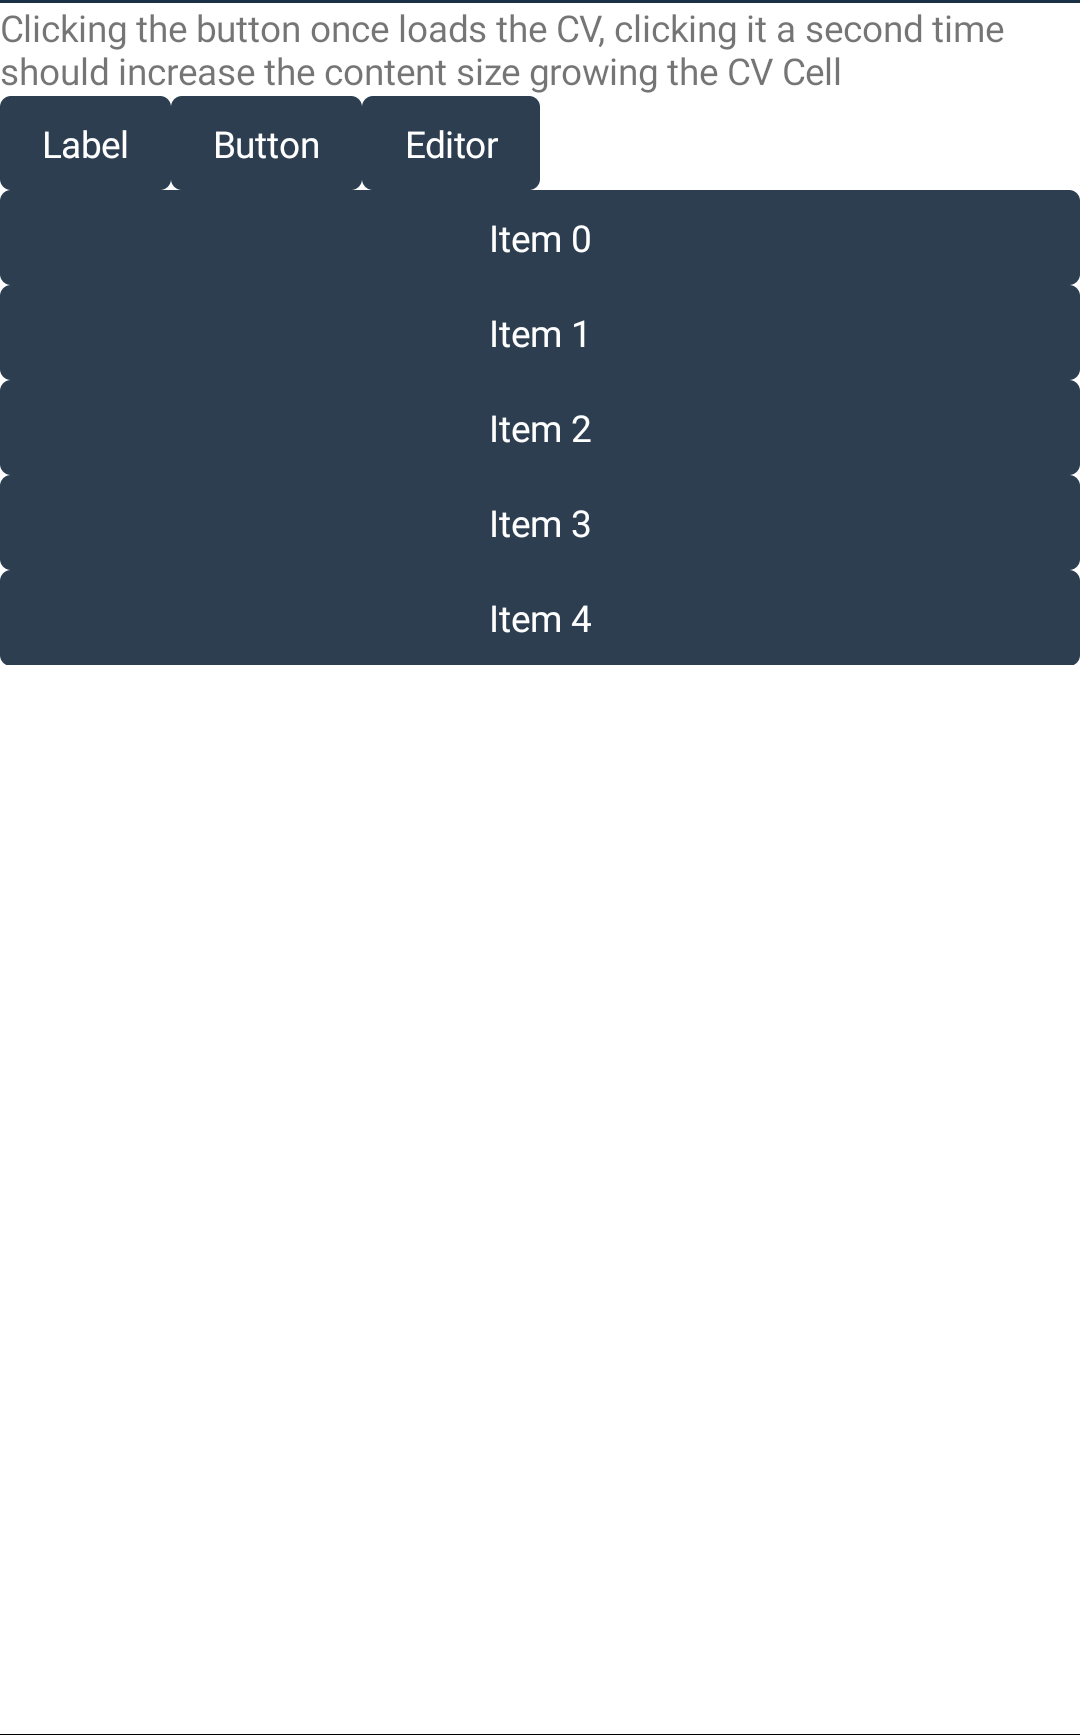 Clicking the button once loads the CV, clicking it a second time
should increase the content size growing the CV Cell
Label Button Editor
Item 0
Item 1
Item 2
Item 3
Item 4